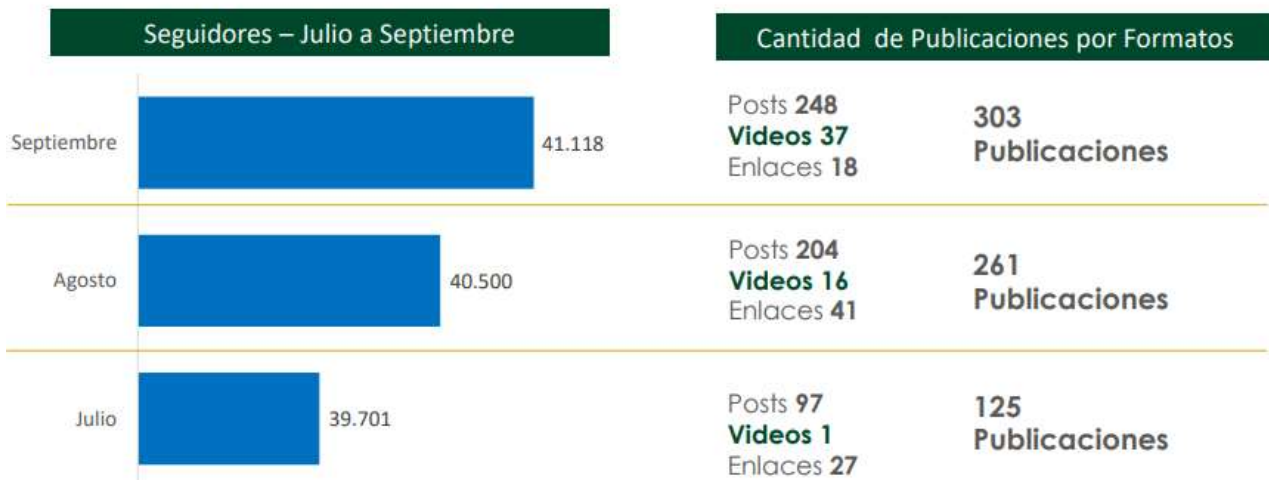 Seguidores – Julio a Septiembre
Cantidad de Publicaciones por Formatos
Septiembre
41.118
Posts 248
Videos 37
Enlaces 18
303
Publicaciones
Agosto
40.500
Posts 204
Videos 16
Enlaces 41
261
Publicaciones
Julio
39.701
Posts 97
Videos 1
Enlaces 27
125
Publicaciones